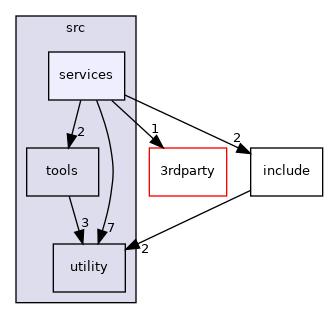 src
services
2
1
2
tools
3rdparty
include
3
7
2
utility